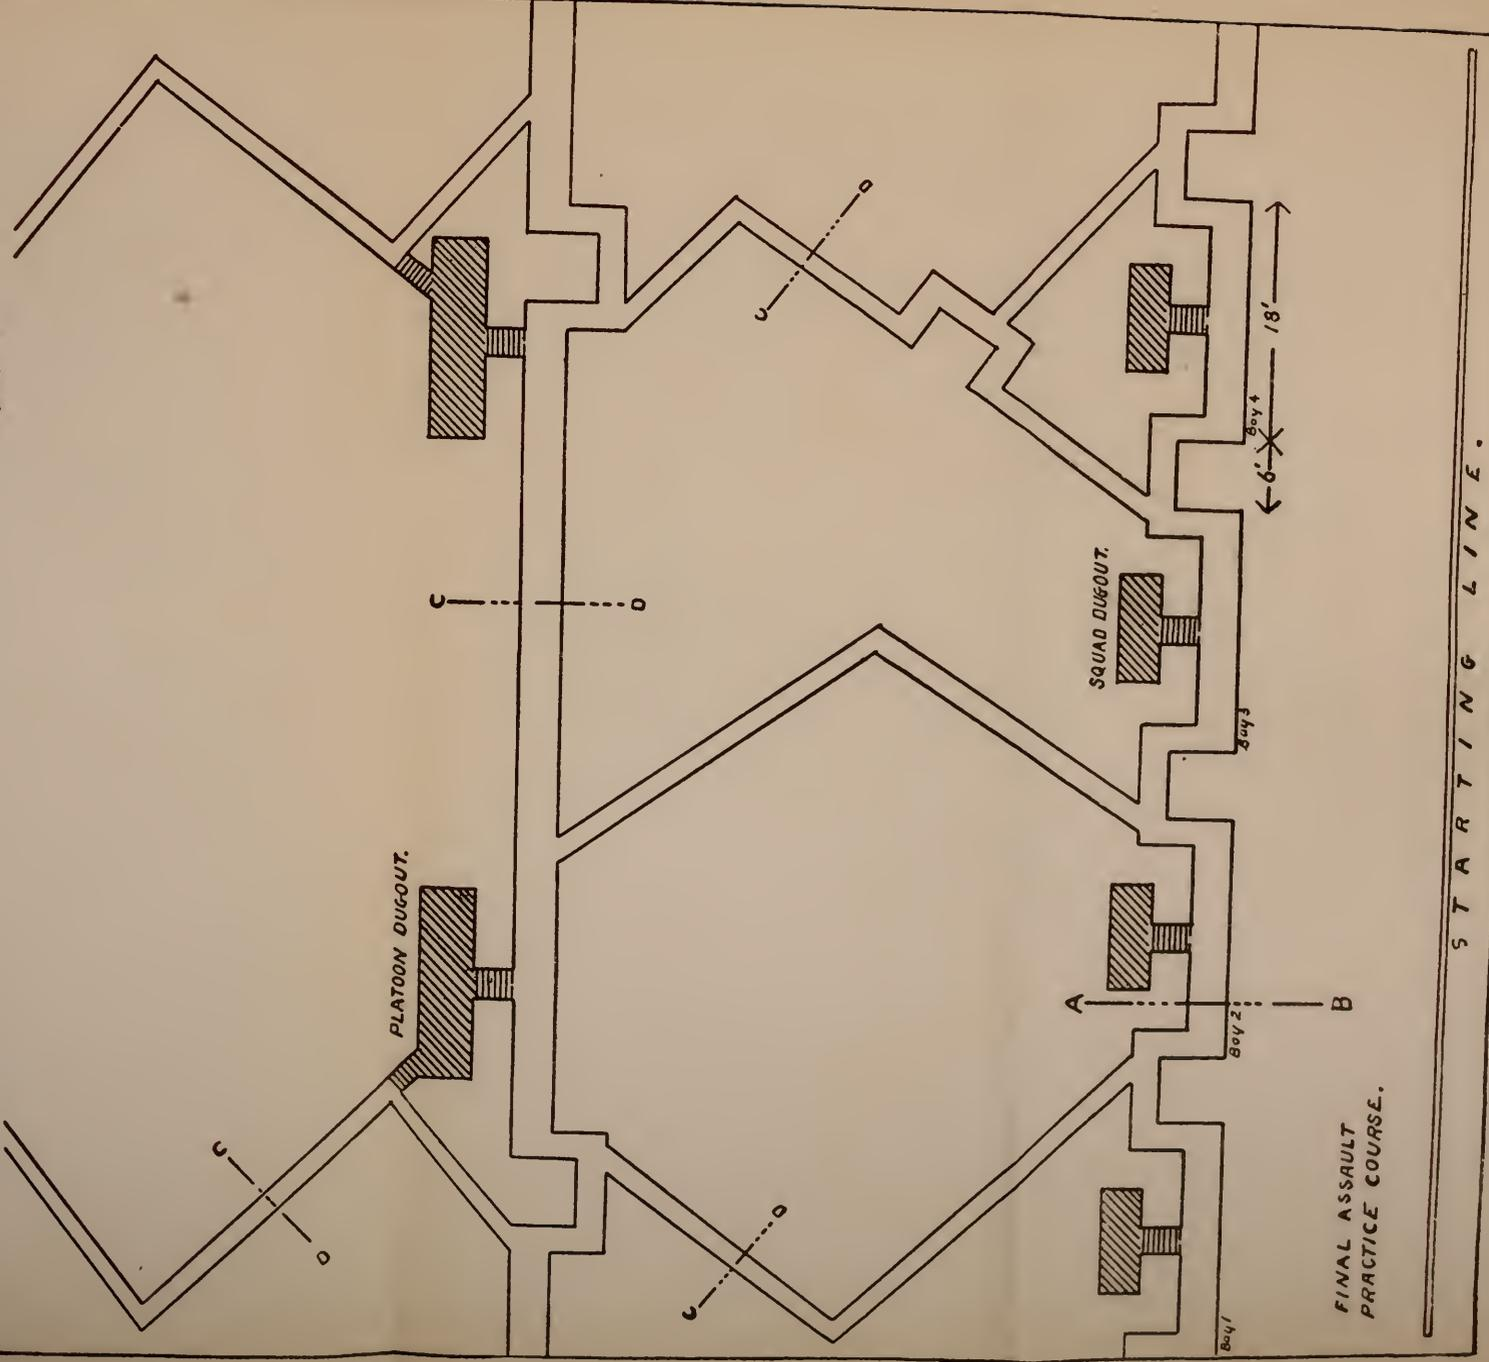 PLATOON DUGOUT.
SQUAD DUGOUT.
C
D
C
D
C
D
C
D
C
D
A
B
Bay 1
Bay 2
Bay 3
Bay 4
6'
18'
FINAL ASSAULT
PRACTICE COURSE.
STARTING LINE.